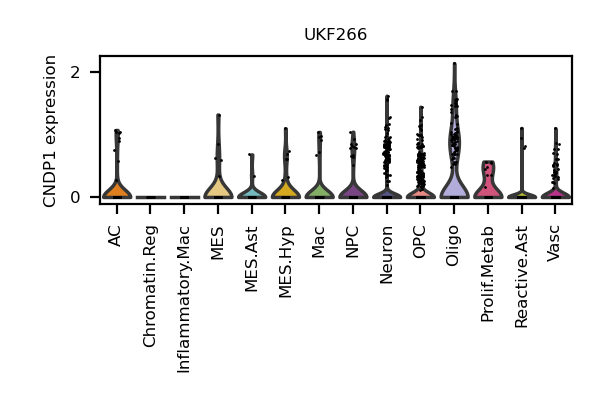 UKF266
CNDP1 expression
2
0
AC
Chromatin.Reg
Inflammatory.Mac
MES
MES.Ast
MES.Hyp
Mac
NPC
Neuron
OPC
Oligo
Prolif.Metab
Reactive.Ast
Vasc